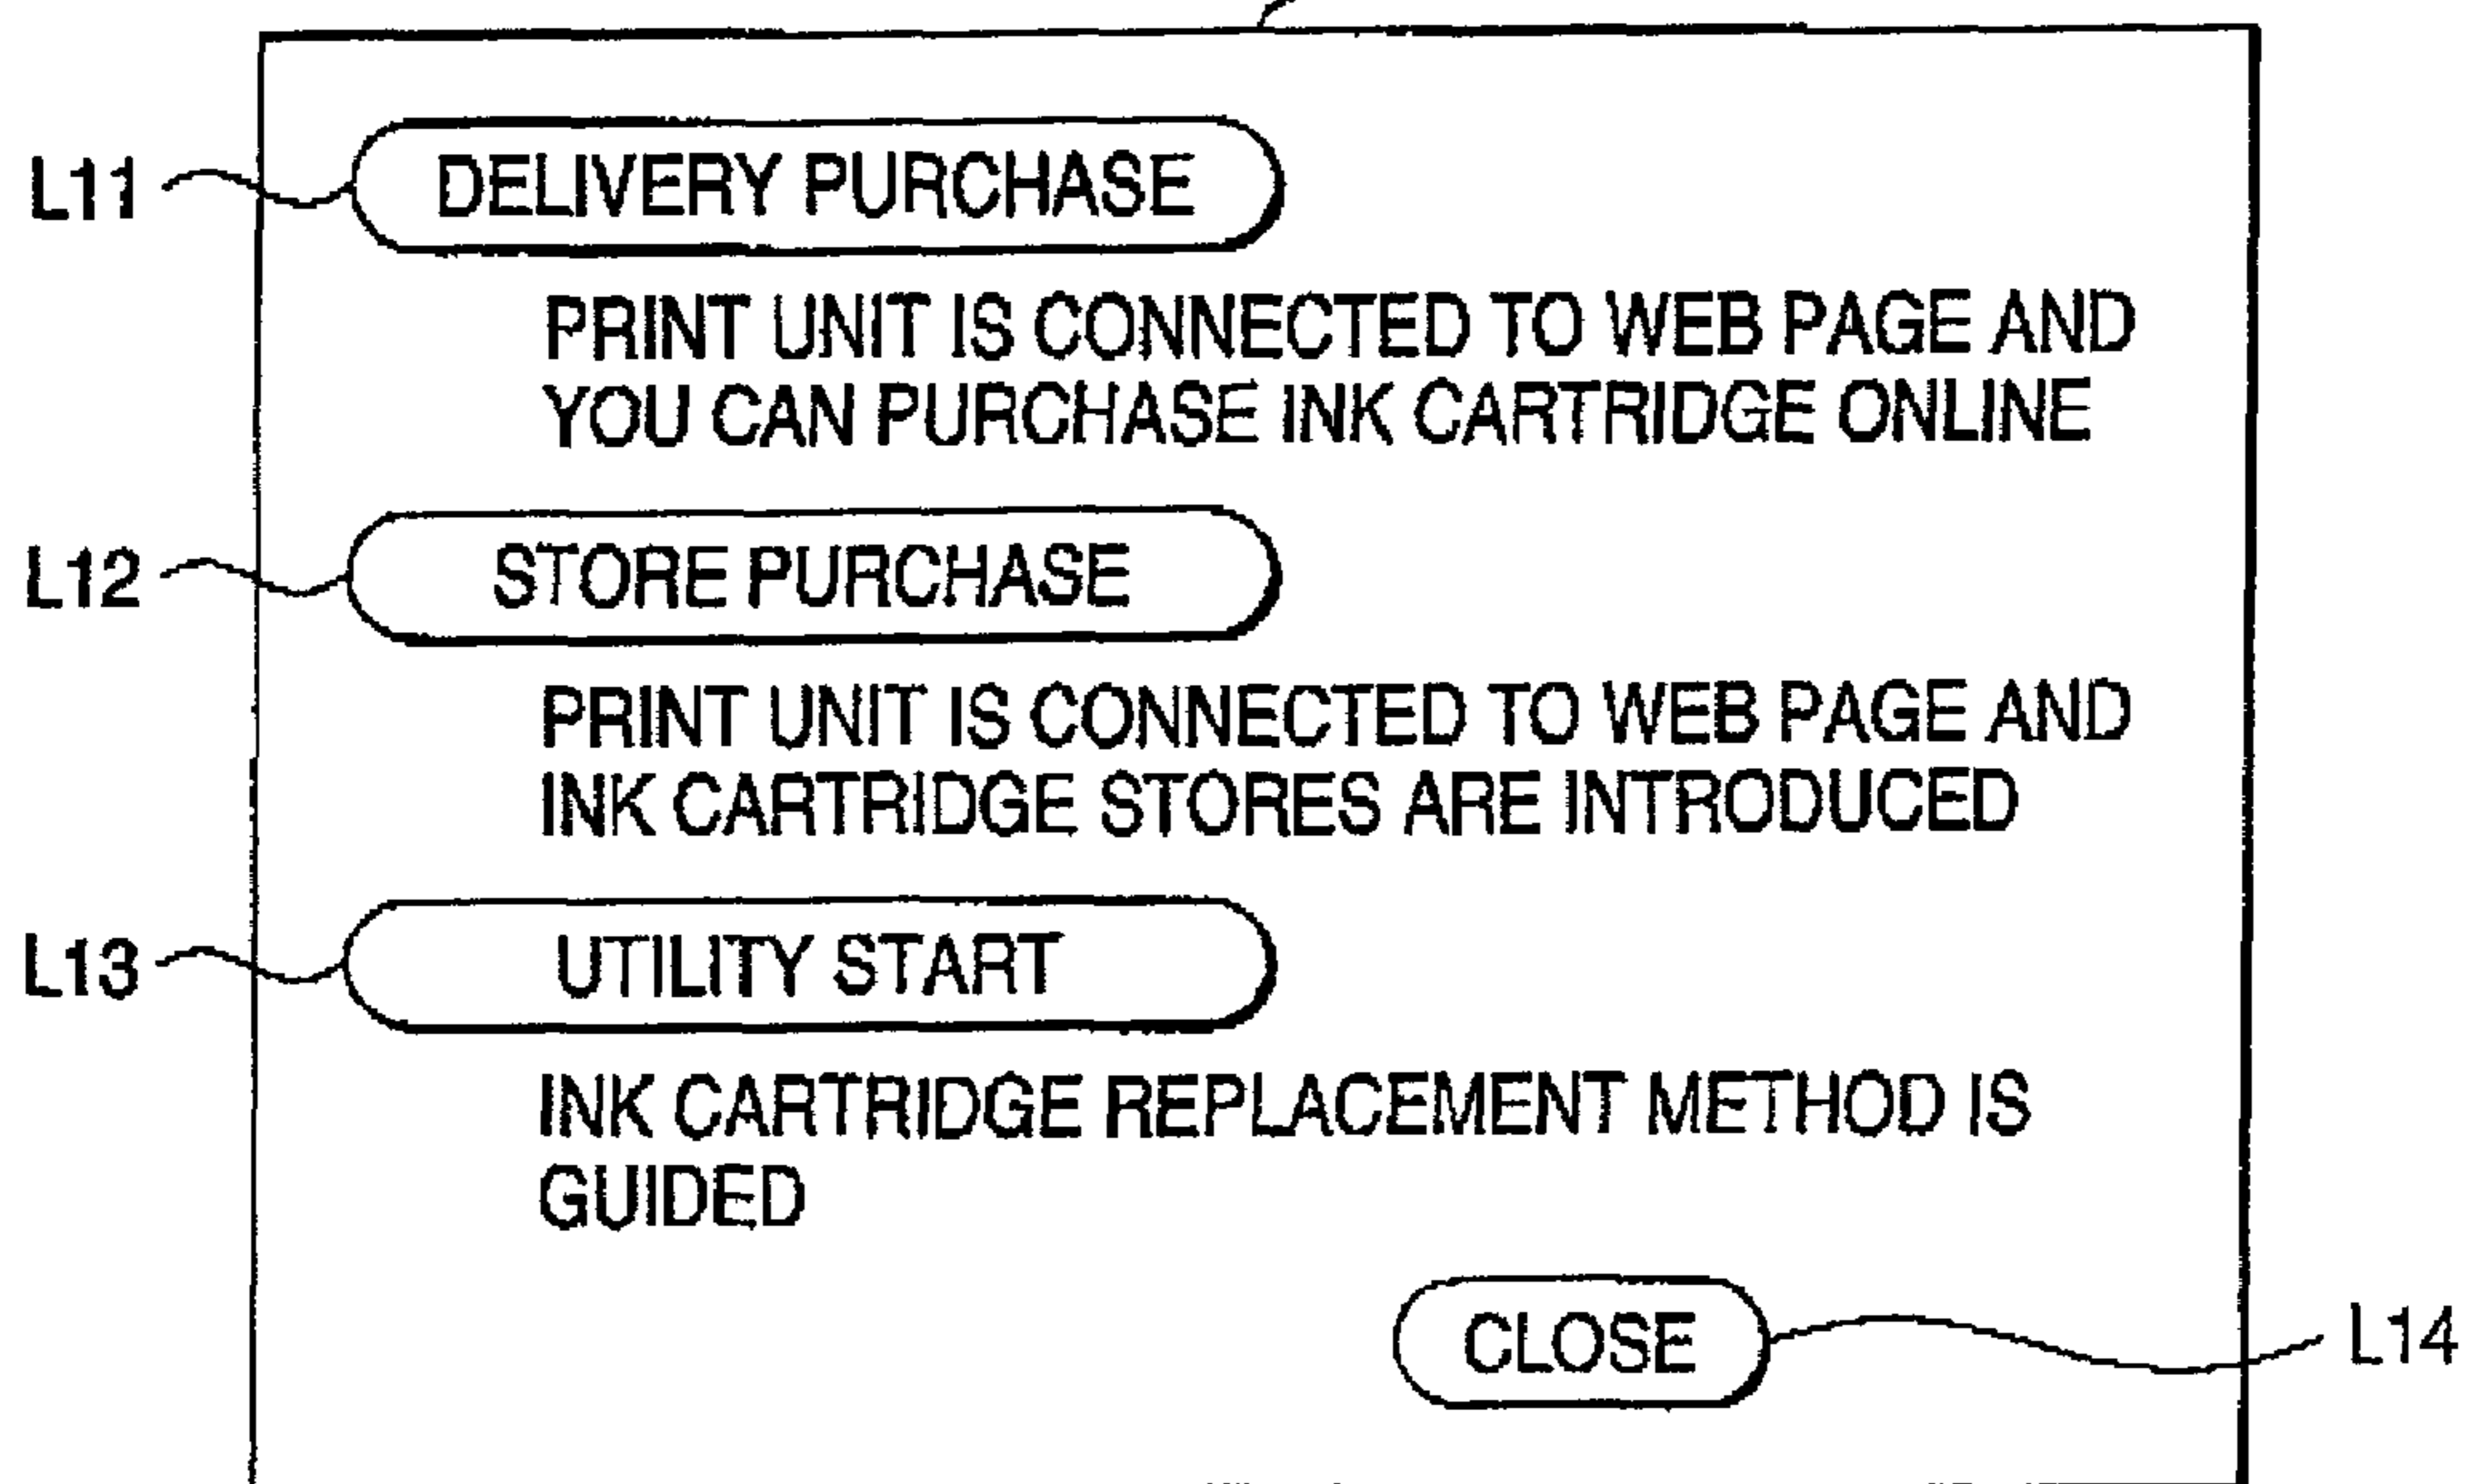 L11 DELIVERY PURCHASE
PRINT UNIT IS CONNECTED TO WEB PAGE AND
YOU CAN PURCHASE INK CARTRIDGE ONLINE
L12 STORE PURCHASE
PRINT UNIT IS CONNECTED TO WEB PAGE AND
INK CARTRIDGE STORES ARE INTRODUCED
L13 UTILITY START
INK CARTRIDGE REPLACEMENT METHOD IS
GUIDED
CLOSE L14